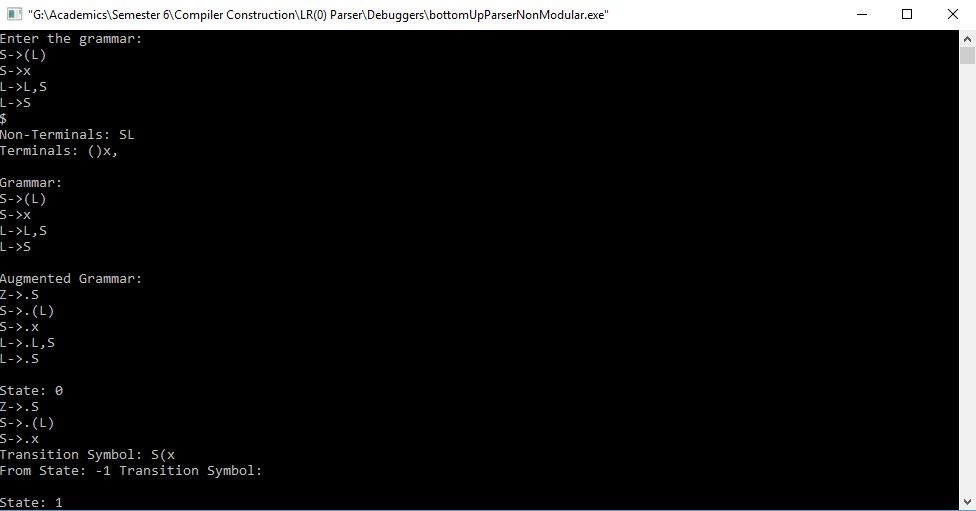 "G:\Academics\Semester 6\Compiler Construction\LR(0) Parser\Debuggers\bottomUpParserNonModular.exe"
Enter the grammar:
S->(L)
S->x
L->L,S
L->S
$
Non-Terminals: SL
Terminals: ()x,
Grammar:
S->(L)
S->x
L->L,S
L->S
Augmented Grammar:
Z->.S
S->.(L)
S->.x
L->.L,S
L->.S
State: 0
Z->.S
S->.(L)
S->.x
Transition Symbol: S(x
From State: -1 Transition Symbol:
State: 1